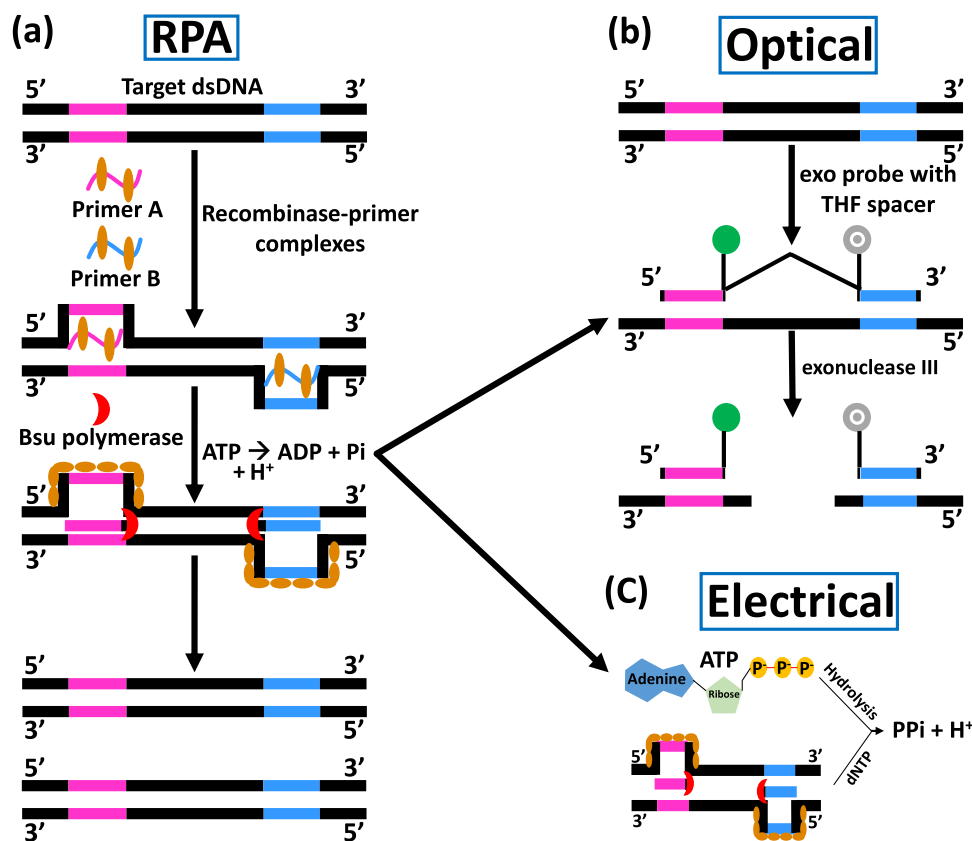 (a)
RPA
Target dsDNA
5’ 3’
3’ 5’
Primer A
Primer B
Recombinase-primer
complexes
5’ 3’
3’ 5’
Bsu polymerase
ATP → ADP + Pi
+ H⁺
5’ 3’
3’ 5’
5’ 3’
3’ 5’
5’ 3’
3’ 5’
(b)
Optical
5’ 3’
3’ 5’
exo probe with
THF spacer
5’ 3’
3’ 5’
exonuclease III
5’ 3’
3’ 5’
(C)
Electrical
ATP
Adenine
Ribose
P⁻ P⁻ P⁻
Hydrolysis
PPi + H⁺
dNTP
5’ 3’
3’ 5’